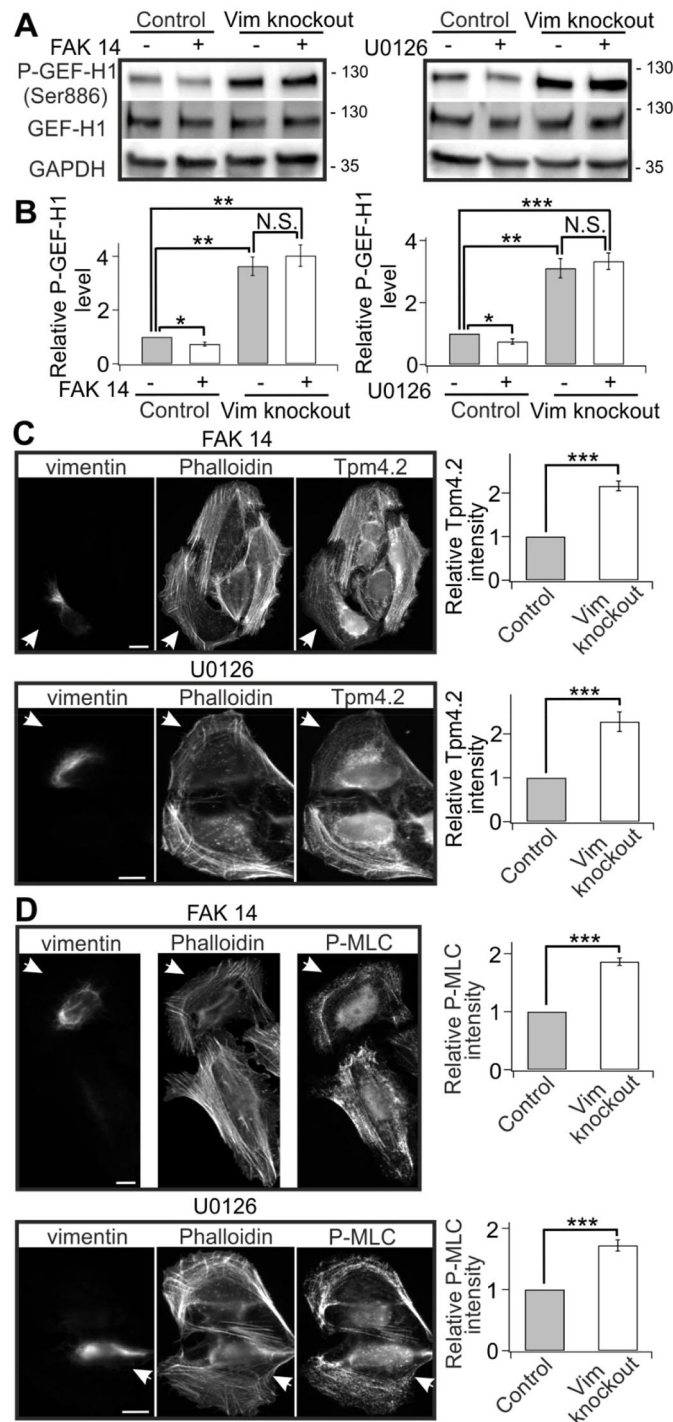 A Control Vim knockout Control Vim knockout
FAK 14 - + - + U0126 - + - +
P-GEF-H1 - 130 - 130
(Ser886)
GEF-H1 - 130
GAPDH - 35 - 35
B
** ***
** N.S. ** N.S.
* *
Relative P-GEF-H1 level
4
2
0
Relative P-GEF-H1 level
4
2
0
FAK 14 - + - + U0126 - + - +
Control Vim knockout Control Vim knockout
C
FAK 14
vimentin Phalloidin Tpm4.2
Relative Tpm4.2 intensity
***
2
1
0
Control Vim knockout
U0126
vimentin Phalloidin Tpm4.2
Relative Tpm4.2 intensity
***
2
1
0
Control Vim knockout
D
FAK 14
vimentin Phalloidin P-MLC
Relative P-MLC intensity
***
2
1
0
Control Vim knockout
U0126
vimentin Phalloidin P-MLC
Relative P-MLC intensity
***
2
1
0
Control Vim knockout